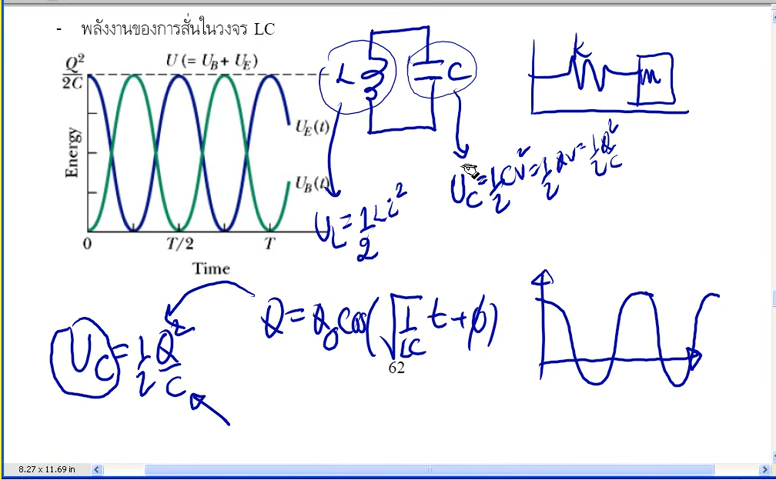 - พลังงานของการสั่นในวงจร LC
Q²/2C
U (= U_B + U_E)
Energy
U_E(t)
U_B(t)
0 T/2 T
Time
L C
k m
U_L = 1/2 Li²
U_C = 1/2 CV² = 1/2 QV = 1/2 Q²/C
U_C = 1/2 Q²/C
Q = Q₀ cos(√(1/LC) t + φ)
62
8.27 x 11.69 in